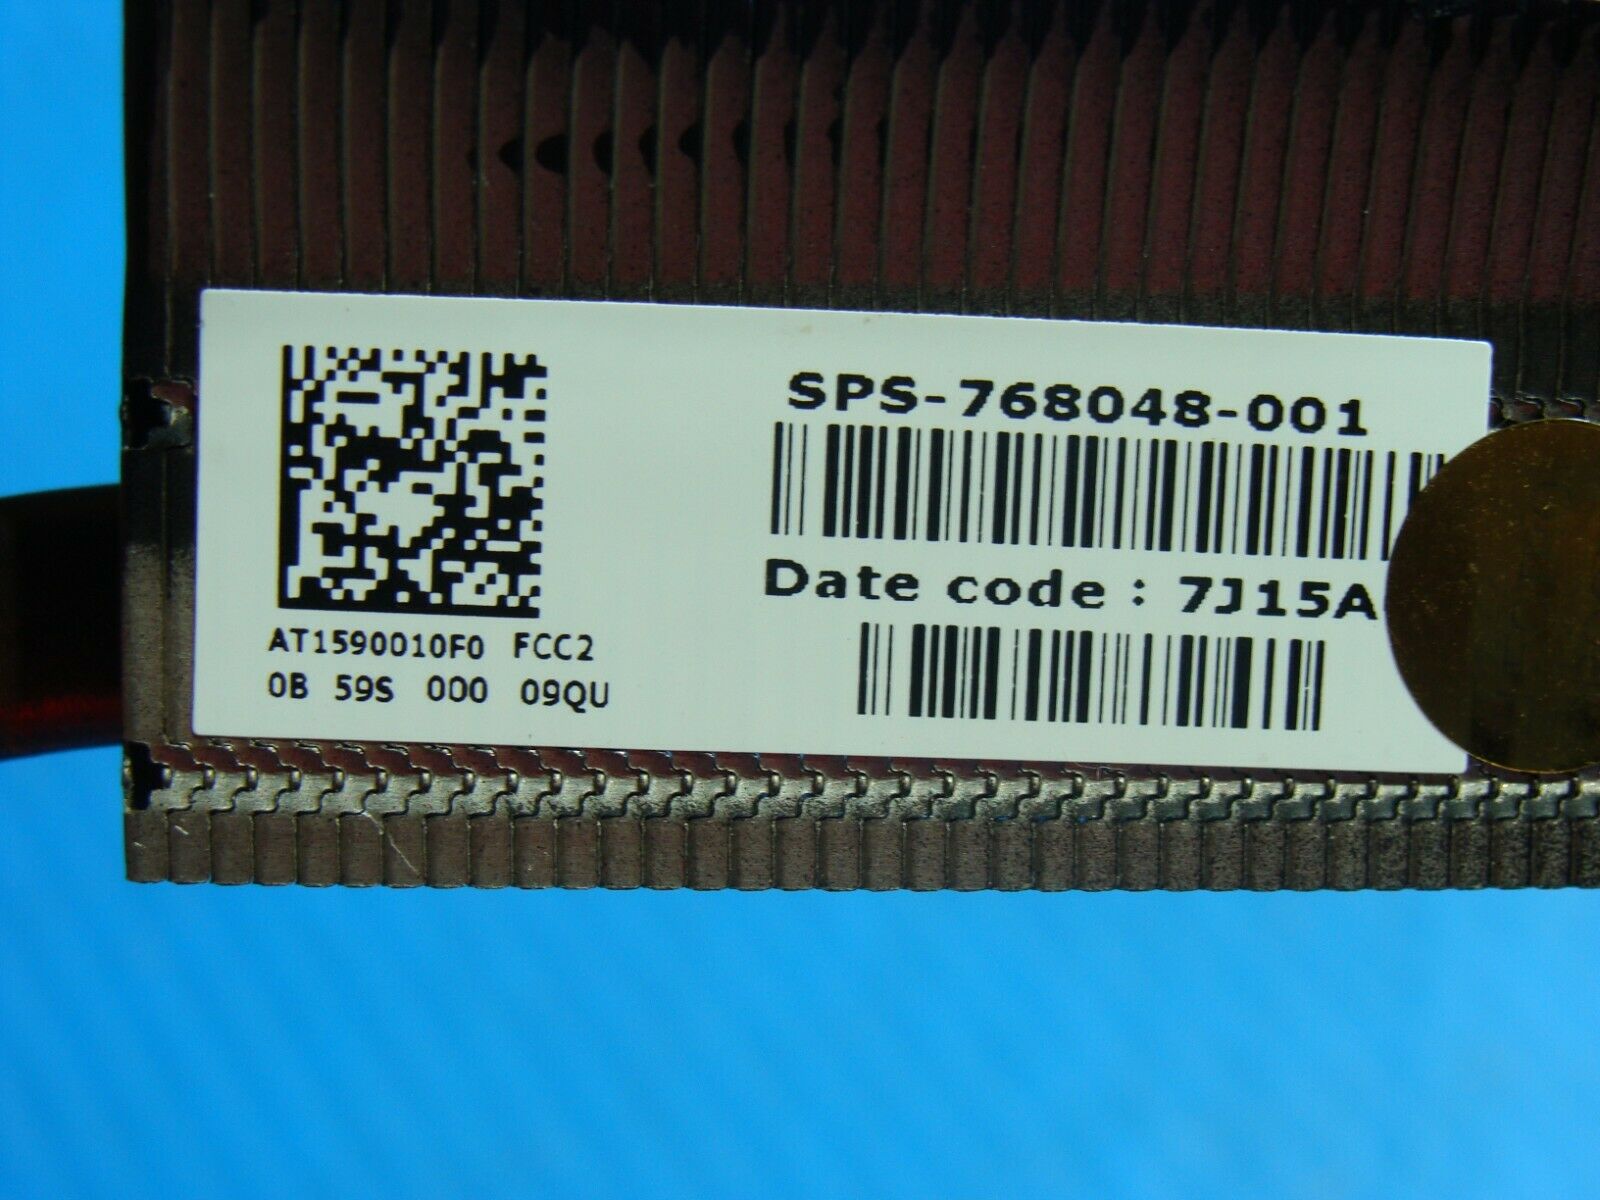 SPS-768048-001
Date code : 7J15A
AT1590010F0 FCC2
0B 59S 000 09QU